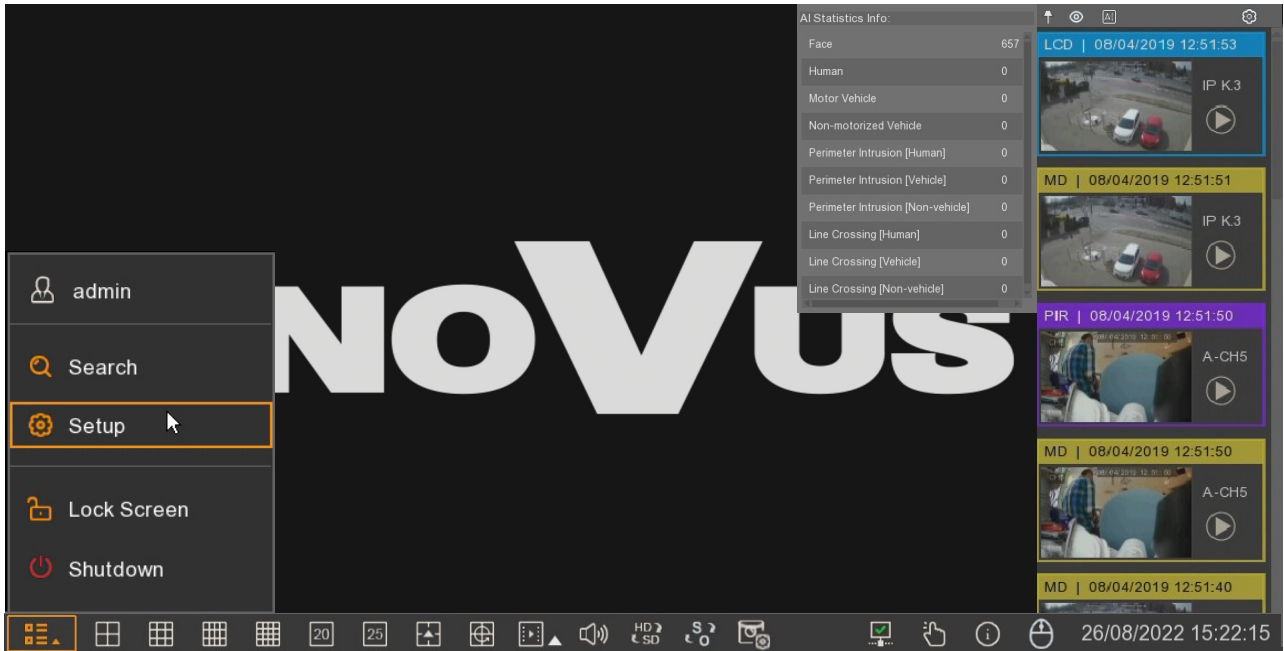 AI Statistics Info:
Face 657
Human 0
Motor Vehicle 0
Non-motorized Vehicle 0
Perimeter Intrusion [Human] 0
Perimeter Intrusion [Vehicle] 0
Perimeter Intrusion [Non-vehicle] 0
Line Crossing [Human] 0
Line Crossing [Vehicle] 0
Line Crossing [Non-vehicle] 0
AI
LCD | 08/04/2019 12:51:53
IP K.3
MD | 08/04/2019 12:51:51
IP K.3
PIR | 08/04/2019 12:51:50
A.-CH5
MD | 08/04/2019 12:51:50
A.-CH5
MD | 08/04/2019 12:51:40
NOVUS
admin
Search
Setup
Lock Screen
Shutdown
20
25
HD
SD
S
O
26/08/2022 15:22:15